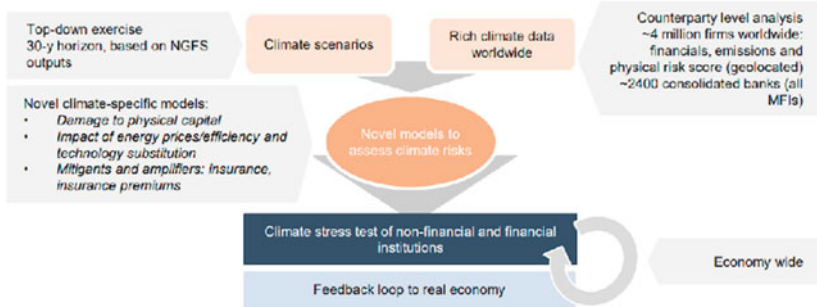 Top-down exercise
30-y horizon, based on NGFS
outputs
Climate scenarios
Rich climate data
worldwide
Counterparty level analysis
~4 million firms worldwide:
financials, emissions and
physical risk score (geolocated)
~2400 consolidated banks (all
MFIs)
Novel climate-specific models:
• Damage to physical capital
• Impact of energy prices/efficiency and
technology substitution
• Mitigants and amplifiers: insurance,
insurance premiums
Novel models to
assess climate risks
Climate stress test of non-financial and financial
institutions
Feedback loop to real economy
Economy wide